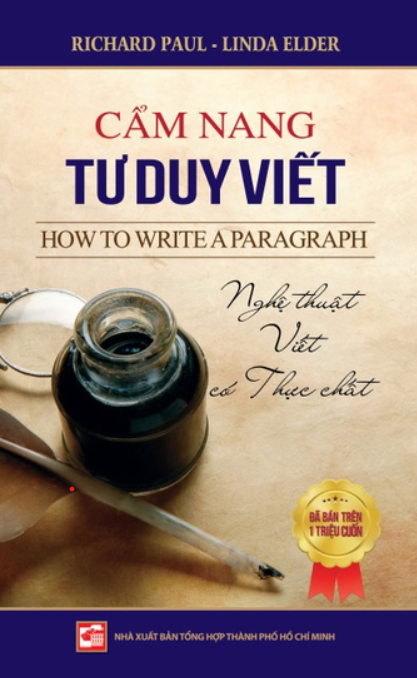 RICHARD PAUL - LINDA ELDER
CẨM NANG
TƯ DUY VIẾT
HOW TO WRITE A PARAGRAPH
Nghệ thuật
Viết
có Thực chất
ĐÃ BÁN TRÊN
1 TRIỆU CUỐN
NHÀ XUẤT BẢN TỔNG HỢP THÀNH PHỐ HỒ CHÍ MINH